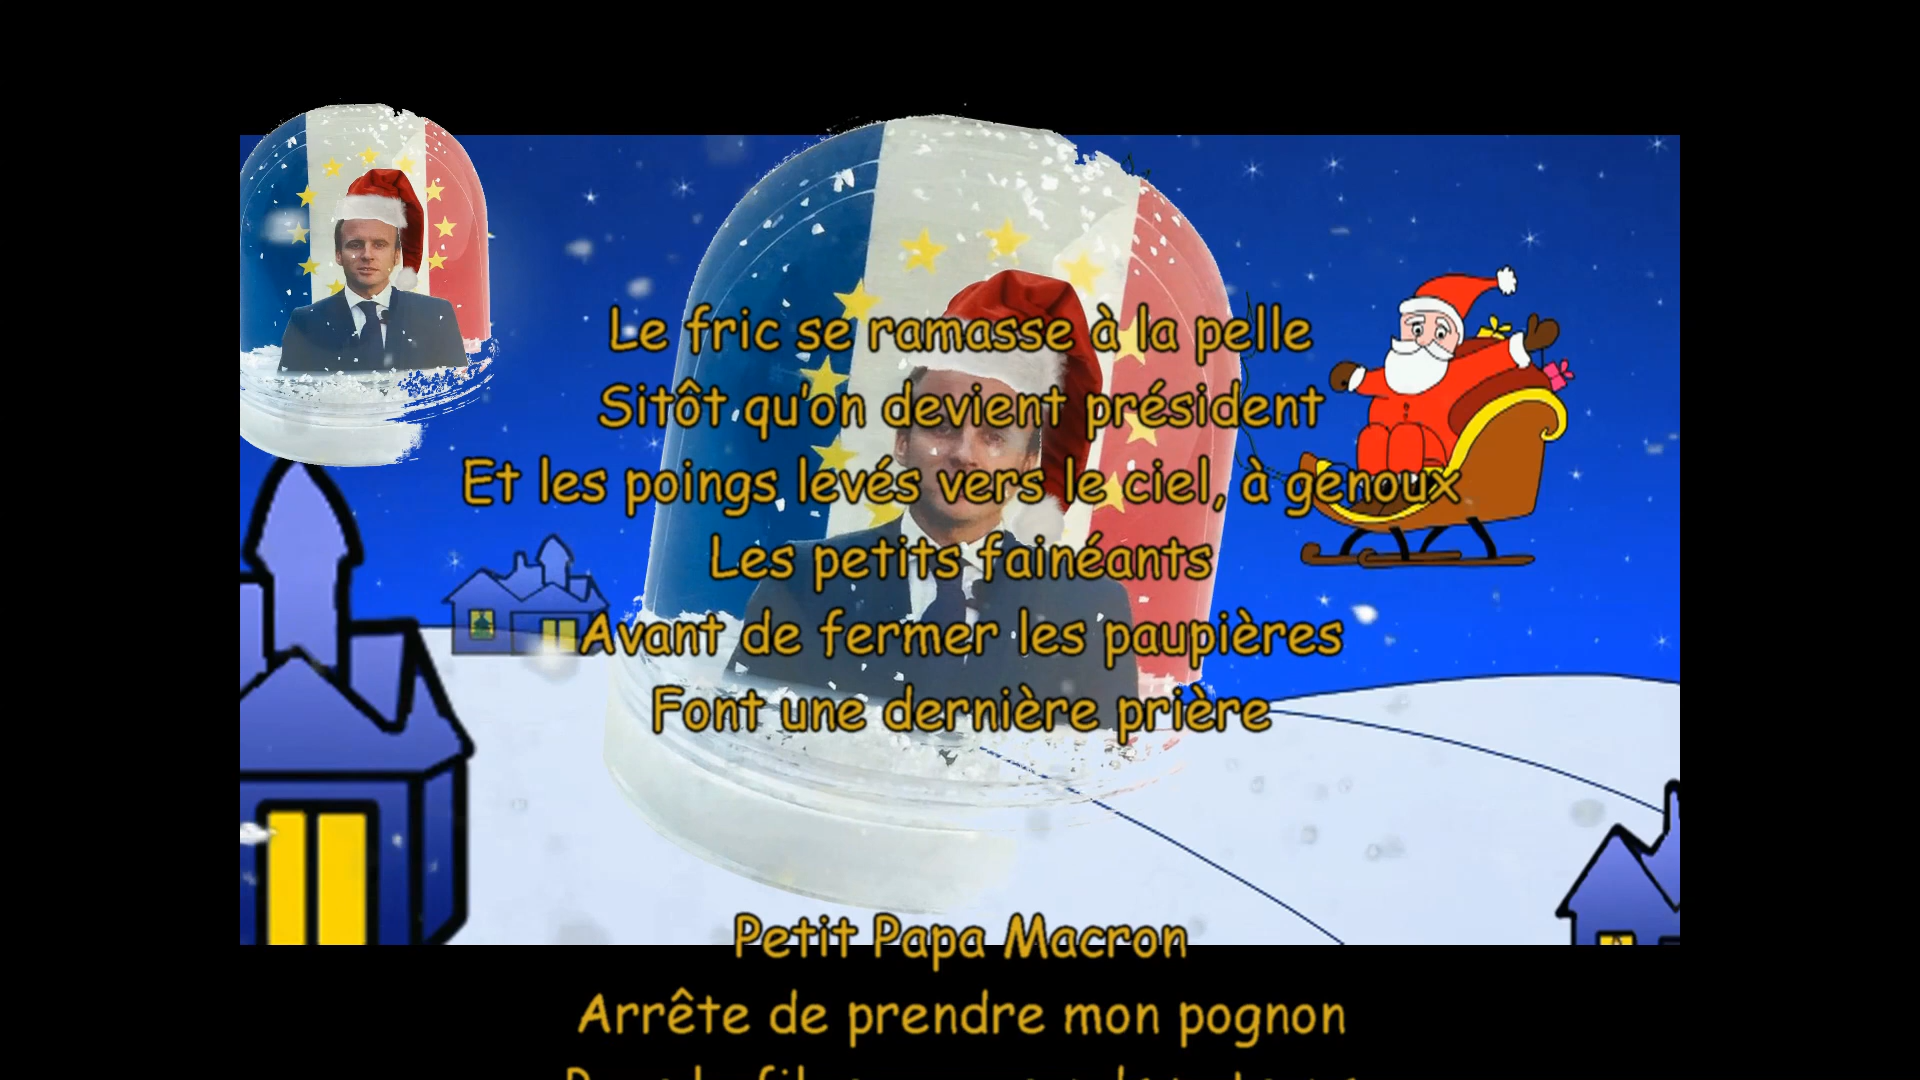 Le fric se ramasse à la pelle
Sitôt qu'on devient président
Et les poings levés vers le ciel, à genoux
Les petits fainéants
Avant de fermer les paupières
Font une dernière prière
Petit Papa Macron
Arrête de prendre mon pognon